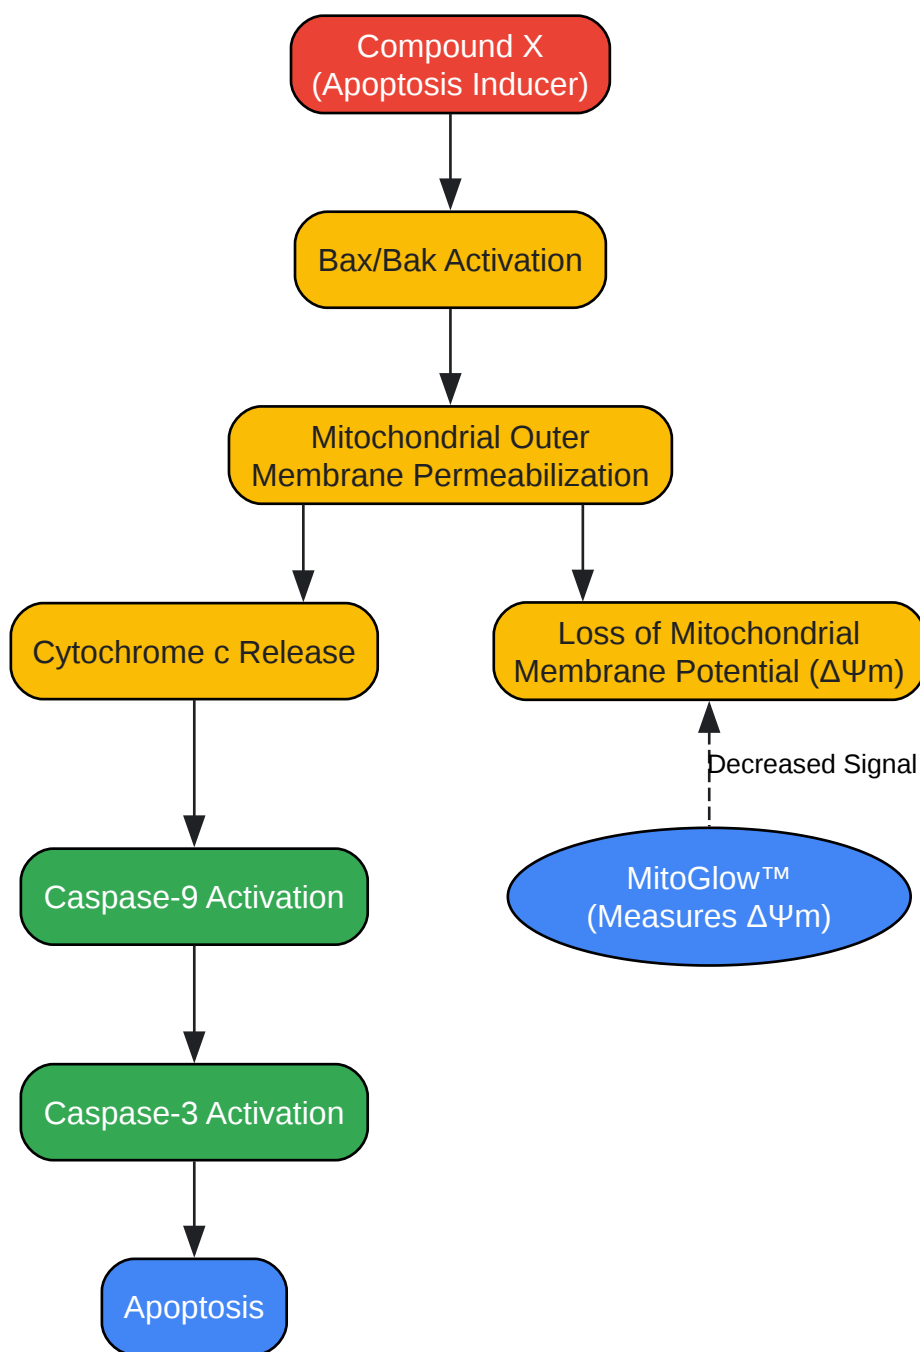 Compound X
(Apoptosis Inducer)
Bax/Bak Activation
Mitochondrial Outer
Membrane Permeabilization
Cytochrome c Release
Loss of Mitochondrial
Membrane Potential (ΔΨm)
Decreased Signal
Caspase-9 Activation
MitoGlow™
(Measures ΔΨm)
Caspase-3 Activation
Apoptosis